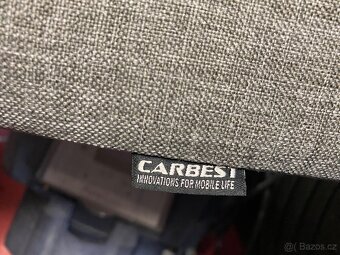 CARBEST
INNOVATIONS FOR MOBILE LIFE
Bazos.cz